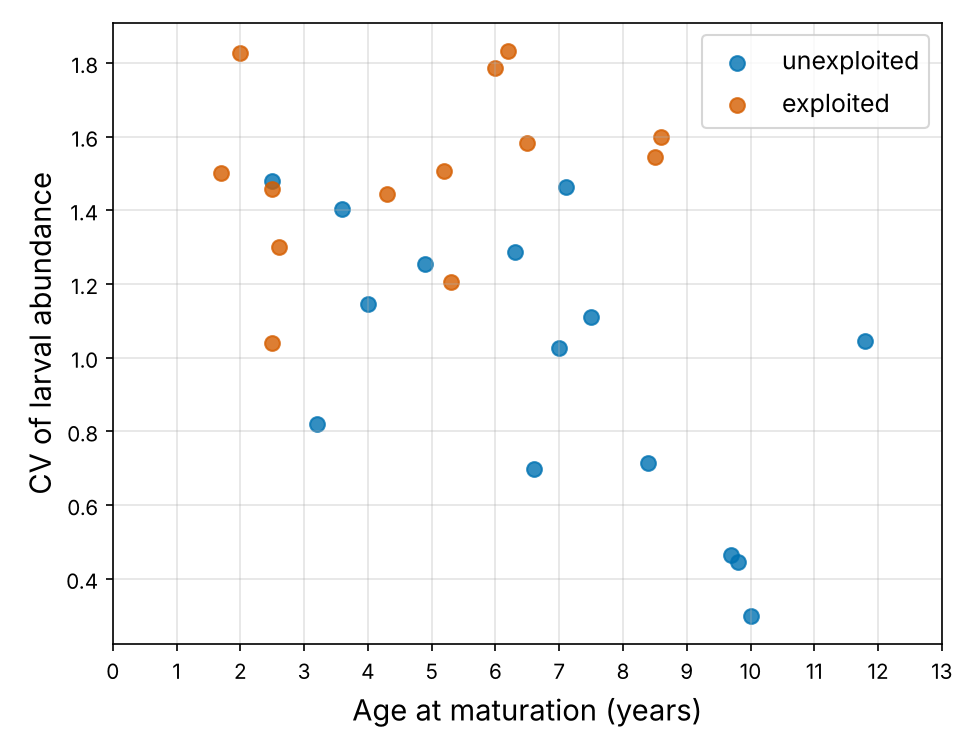 unexploited
exploited
CV of larval abundance
1.8
1.6
1.4
1.2
1.0
0.8
0.6
0.4
0 1 2 3 4 5 6 7 8 9 10 11 12 13
Age at maturation (years)